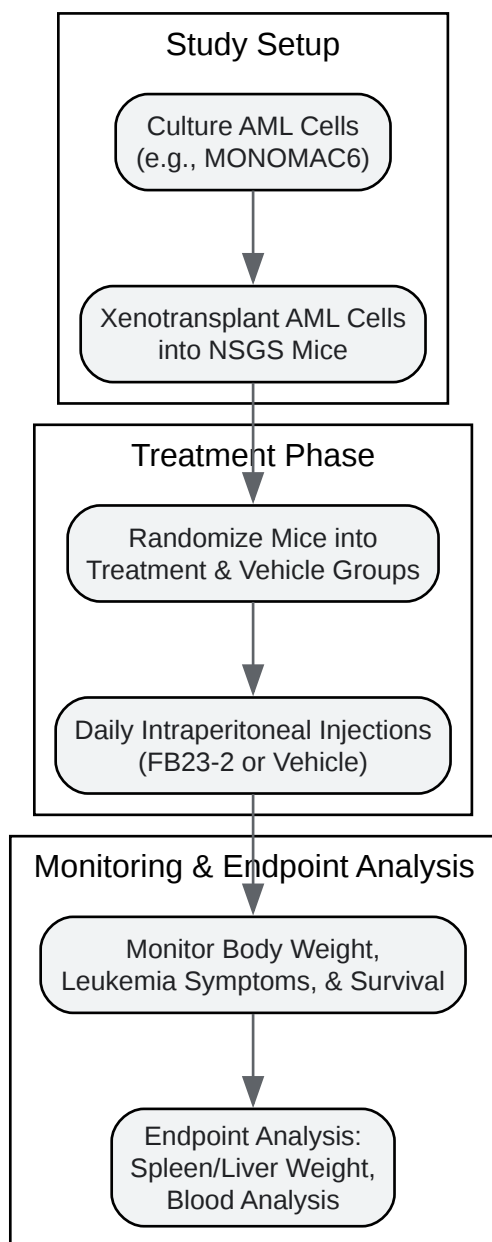 Study Setup
Culture AML Cells
(e.g., MONOMAC6)
Xenotransplant AML Cells
into NSGS Mice
Treatment Phase
Randomize Mice into
Treatment & Vehicle Groups
Daily Intraperitoneal Injections
(FB23-2 or Vehicle)
Monitoring & Endpoint Analysis
Monitor Body Weight,
Leukemia Symptoms, & Survival
Endpoint Analysis:
Spleen/Liver Weight,
Blood Analysis